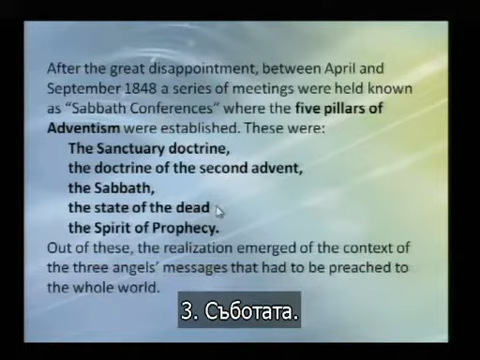 After the great disappointment, between April and
September 1848 a series of meetings were held known
as “Sabbath Conferences” where the five pillars of
Adventism were established. These were:
The Sanctuary doctrine,
the doctrine of the second advent,
the Sabbath,
the state of the dead
the Spirit of Prophecy.
Out of these, the realization emerged of the context of
the three angels’ messages that had to be preached to
the whole world.
3. Съботата.